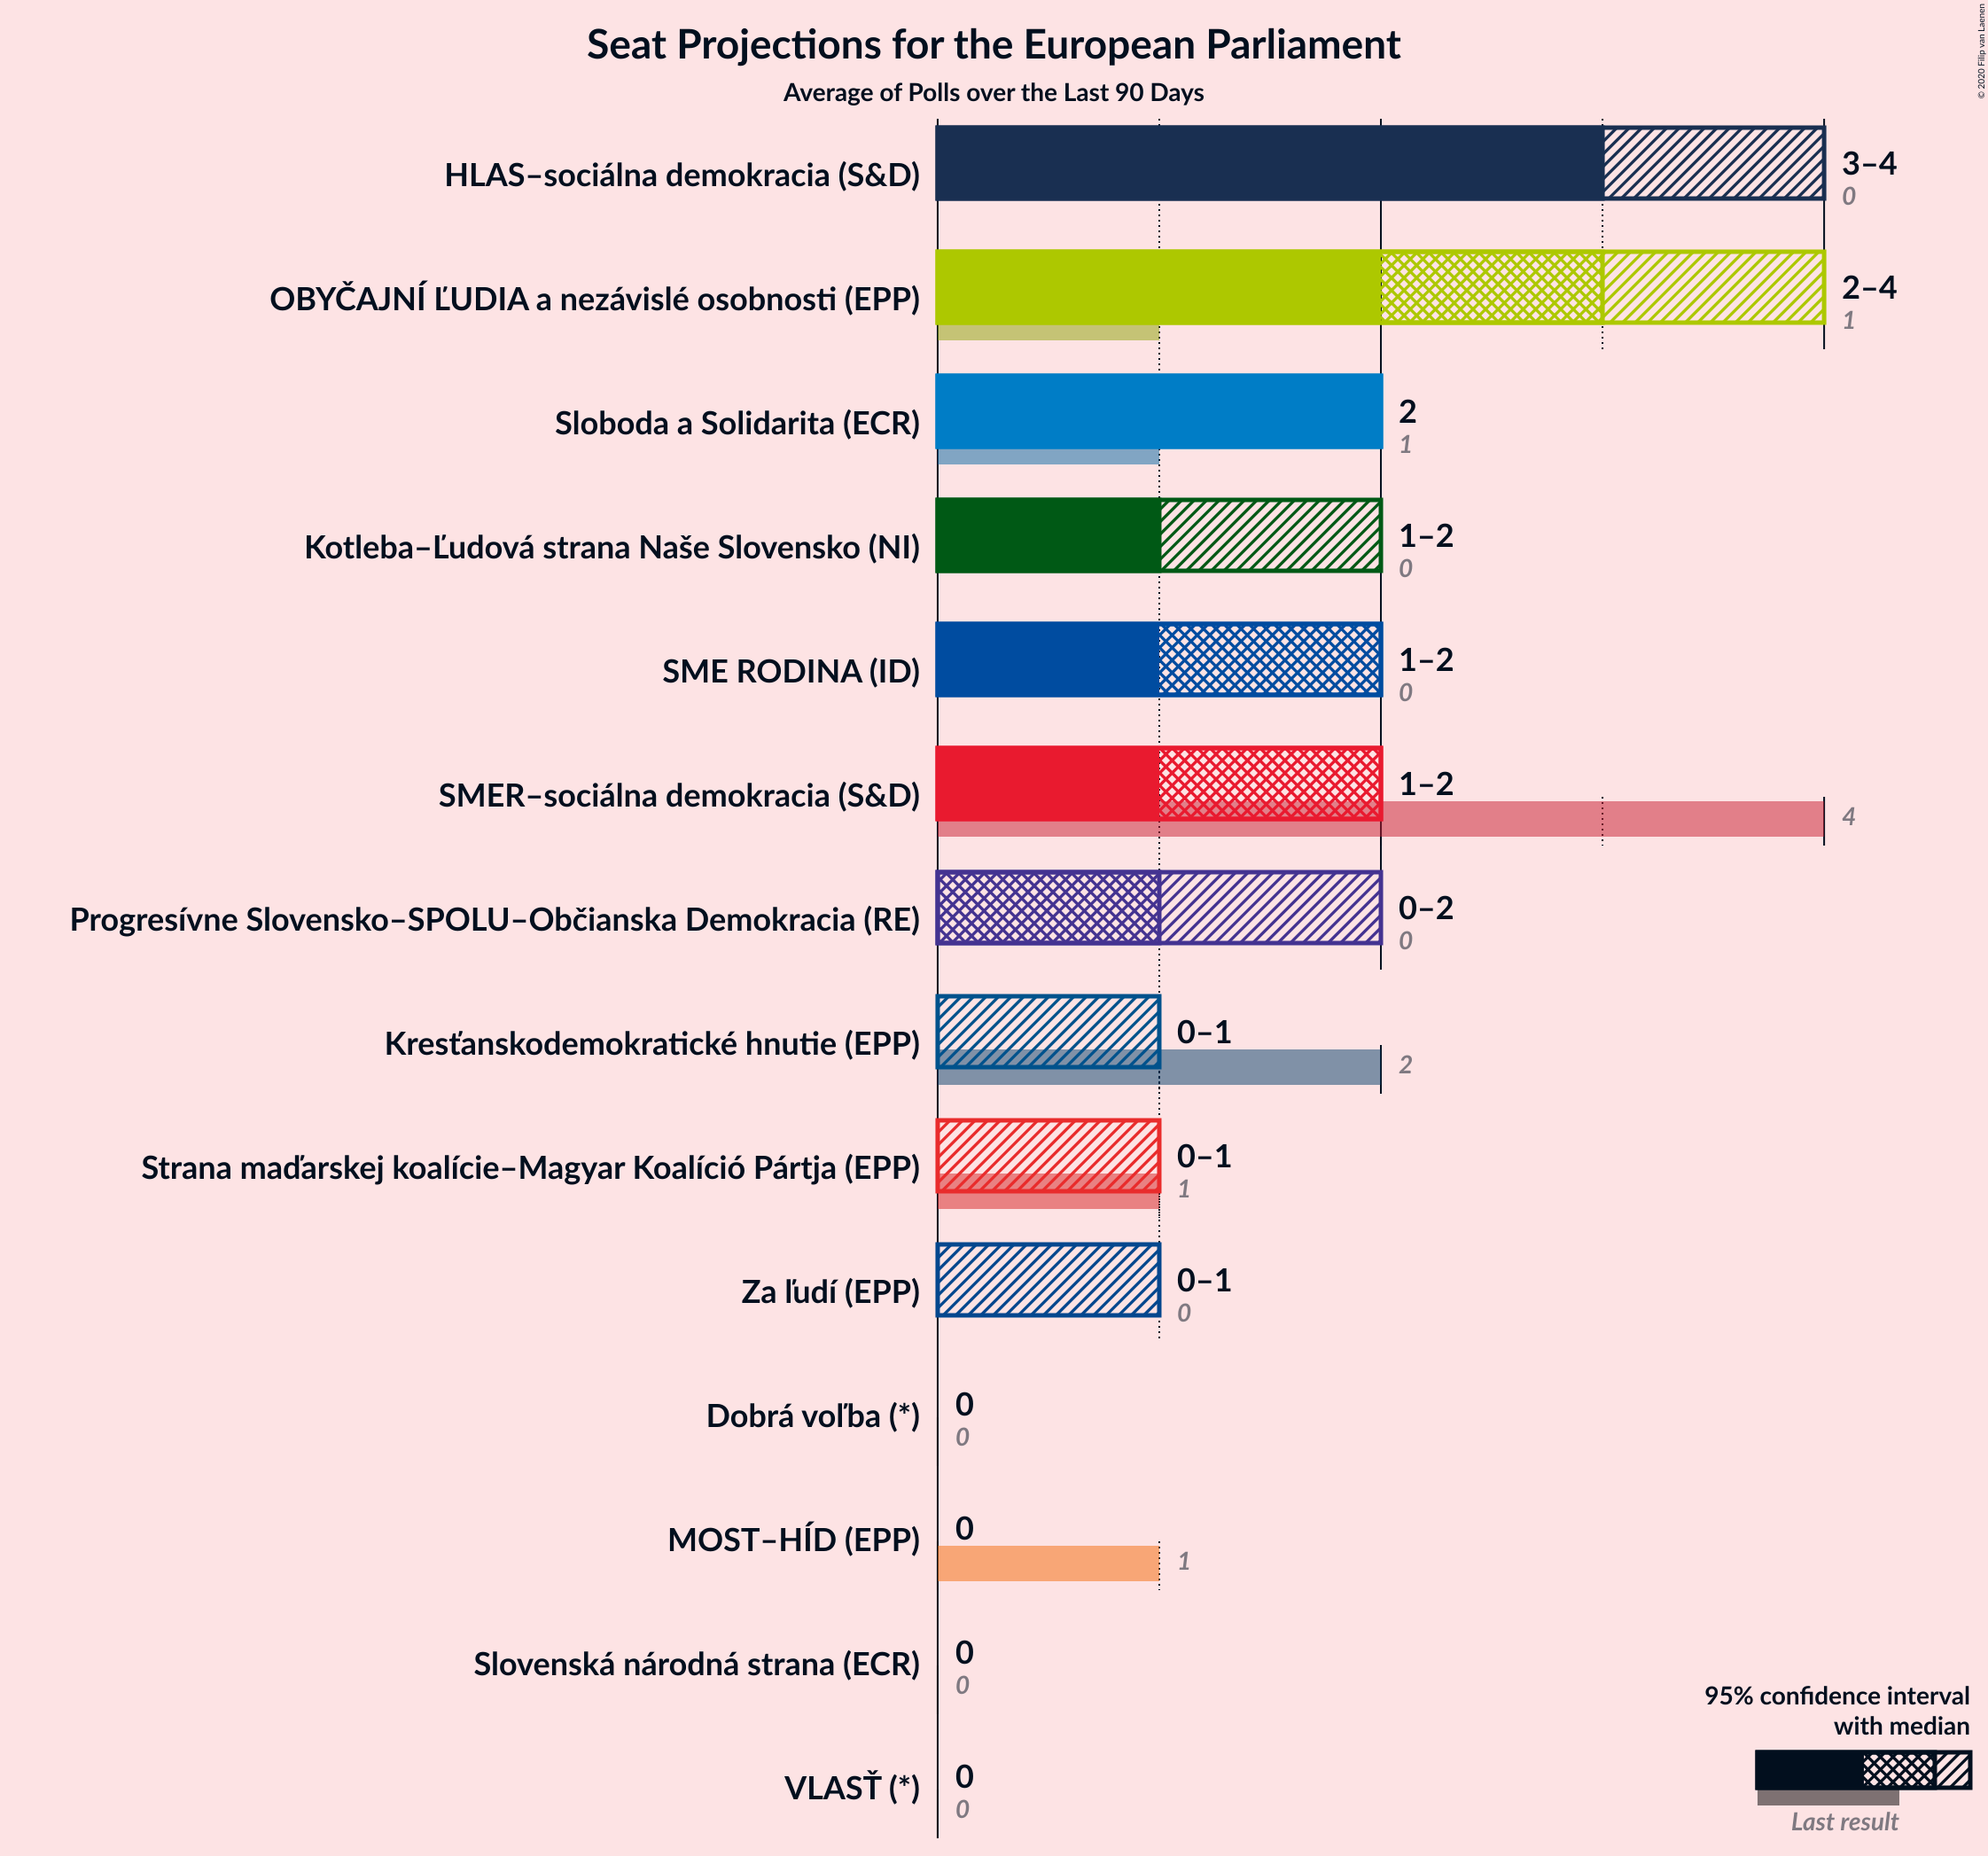 Seat Projections for the European Parliament
Average of Polls over the Last 90 Days
© 2020 Filip van Laenen
HLAS–sociálna demokracia (S&D)
3–4
0
OBYČAJNÍ ĽUDIA a nezávislé osobnosti (EPP)
2–4
1
Sloboda a Solidarita (ECR)
2
1
Kotleba–Ľudová strana Naše Slovensko (NI)
1–2
0
SME RODINA (ID)
1–2
0
SMER–sociálna demokracia (S&D)
1–2
4
Progresívne Slovensko–SPOLU–Občianska Demokracia (RE)
0–2
0
Kresťanskodemokratické hnutie (EPP)
0–1
2
Strana maďarskej koalície–Magyar Koalíció Pártja (EPP)
0–1
1
Za ľudí (EPP)
0–1
0
Dobrá voľba (*)
0
0
MOST–HÍD (EPP)
0
1
Slovenská národná strana (ECR)
0
0
VLASŤ (*)
0
0
95% confidence interval
with median
Last result